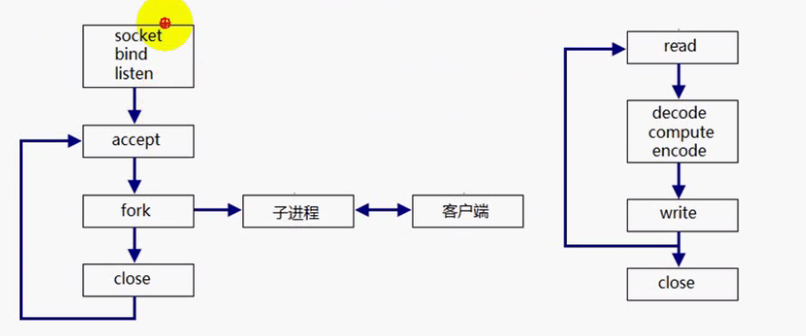 socket
bind
listen
accept
fork
子进程
客户端
close
read
decode
compute
encode
write
close